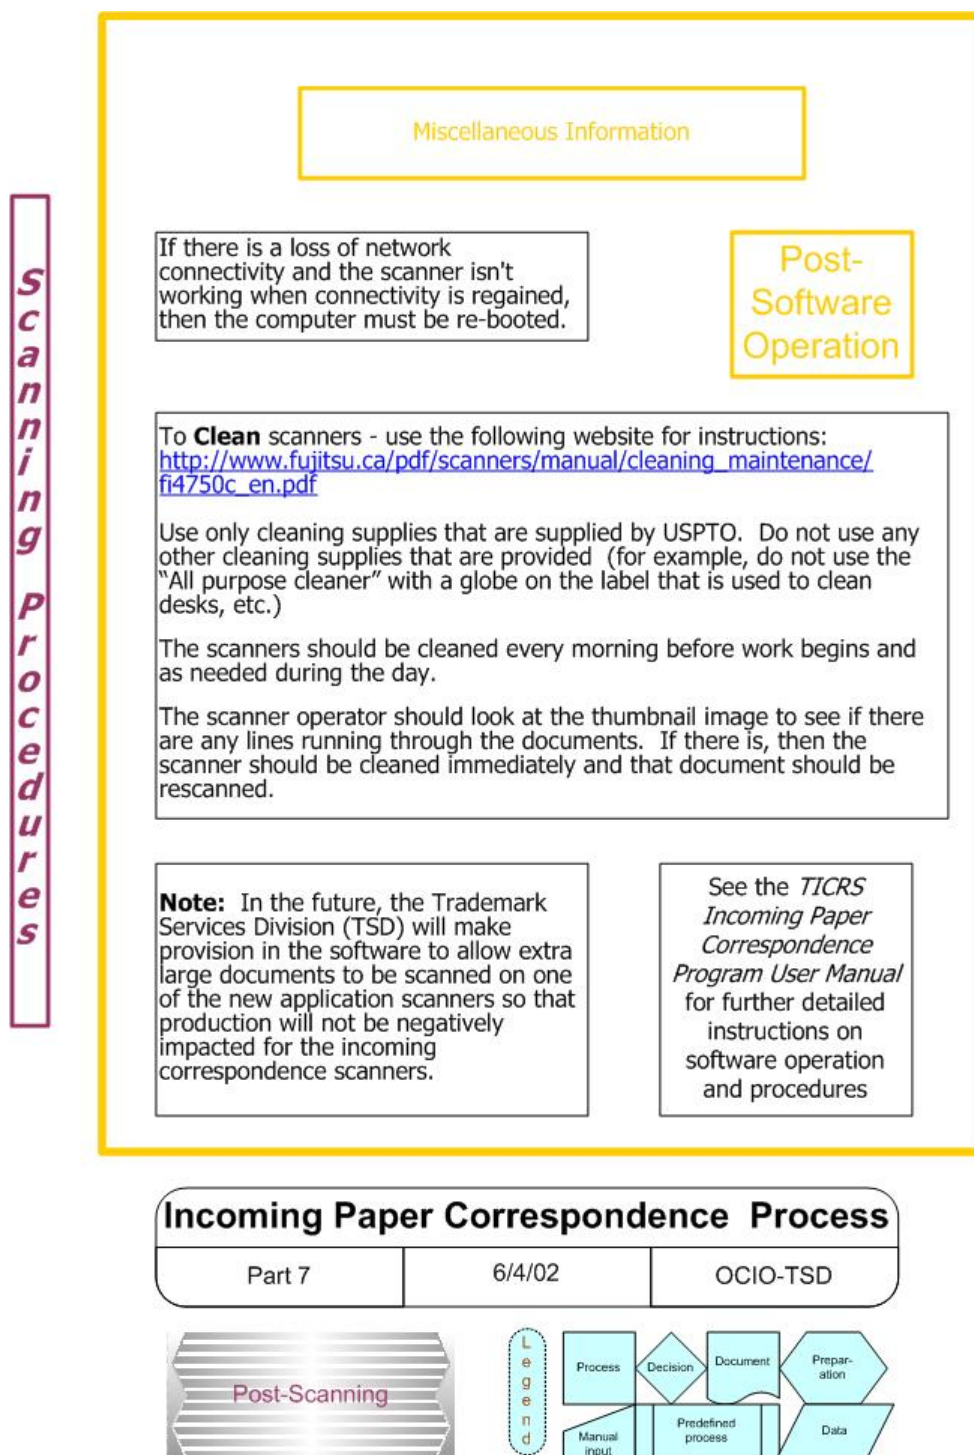 Miscellaneous Information
Scanning Procedures
If there is a loss of network
connectivity and the scanner isn't
working when connectivity is regained,
then the computer must be re-booted.
Post-
Software
Operation
To Clean scanners - use the following website for instructions:
http://www.fujitsu.ca/pdf/scanners/manual/cleaning_maintenance/
fi4750c_en.pdf
Use only cleaning supplies that are supplied by USPTO.  Do not use any
other cleaning supplies that are provided  (for example, do not use the
“All purpose cleaner” with a globe on the label that is used to clean
desks, etc.)
The scanners should be cleaned every morning before work begins and
as needed during the day.
The scanner operator should look at the thumbnail image to see if there
are any lines running through the documents.  If there is, then the
scanner should be cleaned immediately and that document should be
rescanned.
Note:  In the future, the Trademark
Services Division (TSD) will make
provision in the software to allow extra
large documents to be scanned on one
of the new application scanners so that
production will not be negatively
impacted for the incoming
correspondence scanners.
See the TICRS
Incoming Paper
Correspondence
Program User Manual
for further detailed
instructions on
software operation
and procedures
Incoming Paper Correspondence  Process
Part 7
6/4/02
OCIO-TSD
Post-Scanning
Legend
Process
Decision
Document
Prepar-
ation
Manual
input
Predefined
process
Data